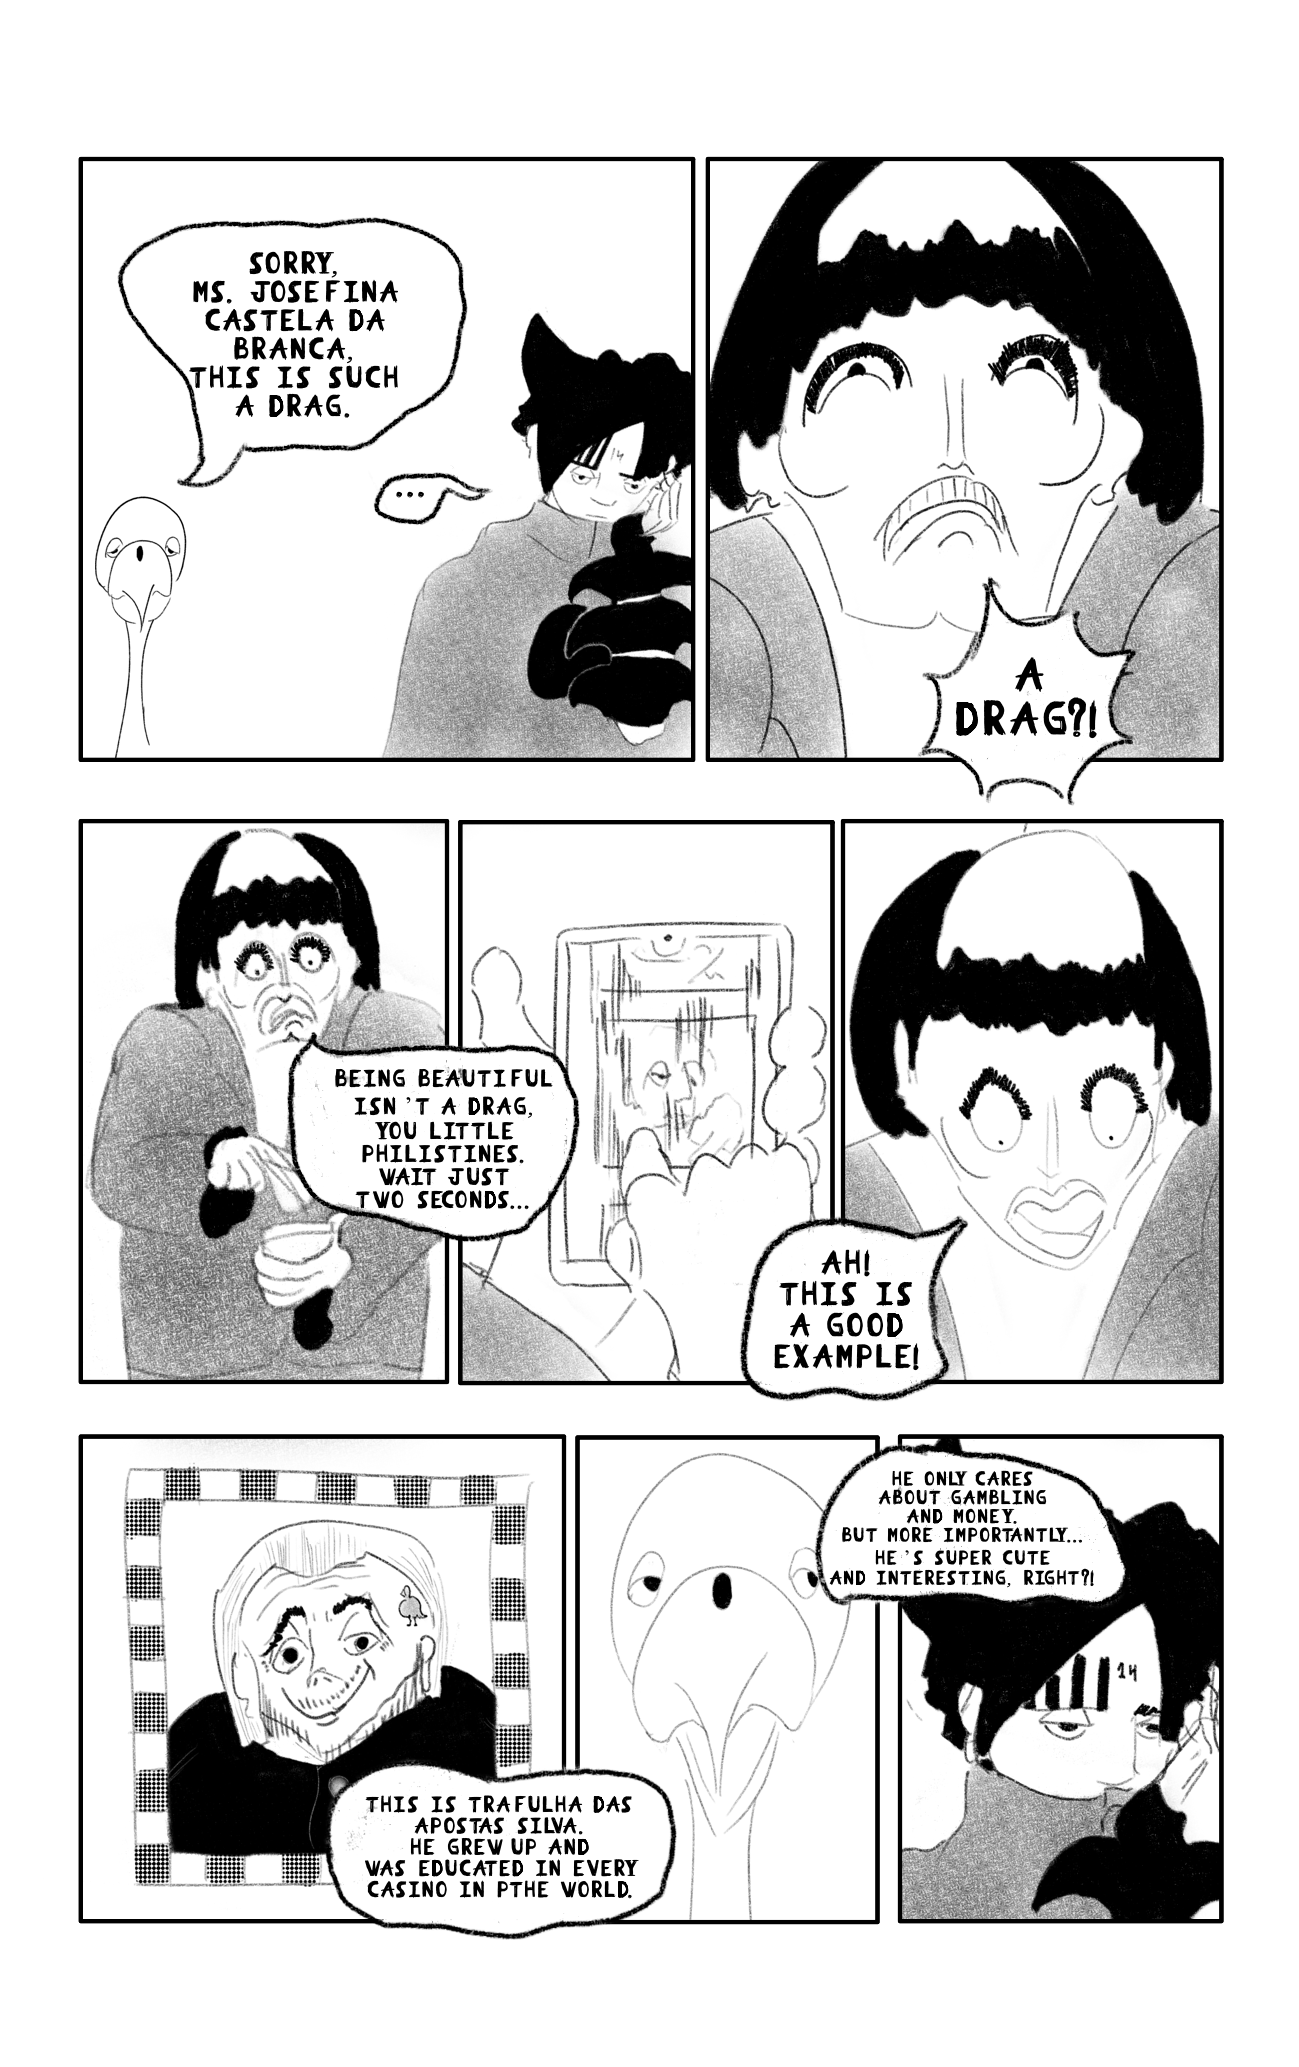 SORRY,
MS. JOSEFINA
CASTELA DA
BRANCA,
THIS IS SUCH
A DRAG.
...
A
DRAG?!
BEING BEAUTIFUL
ISN'T A DRAG,
YOU LITTLE
PHILISTINES.
WAIT JUST
TWO SECONDS...
AH!
THIS IS
A GOOD
EXAMPLE!
THIS IS TRAFULHA DAS
APOSTAS SILVA.
HE GREW UP AND
WAS EDUCATED IN EVERY
CASINO IN PTHE WORLD.
HE ONLY CARES
ABOUT GAMBLING
AND MONEY.
BUT MORE IMPORTANTLY...
HE'S SUPER CUTE
AND INTERESTING, RIGHT?!
14